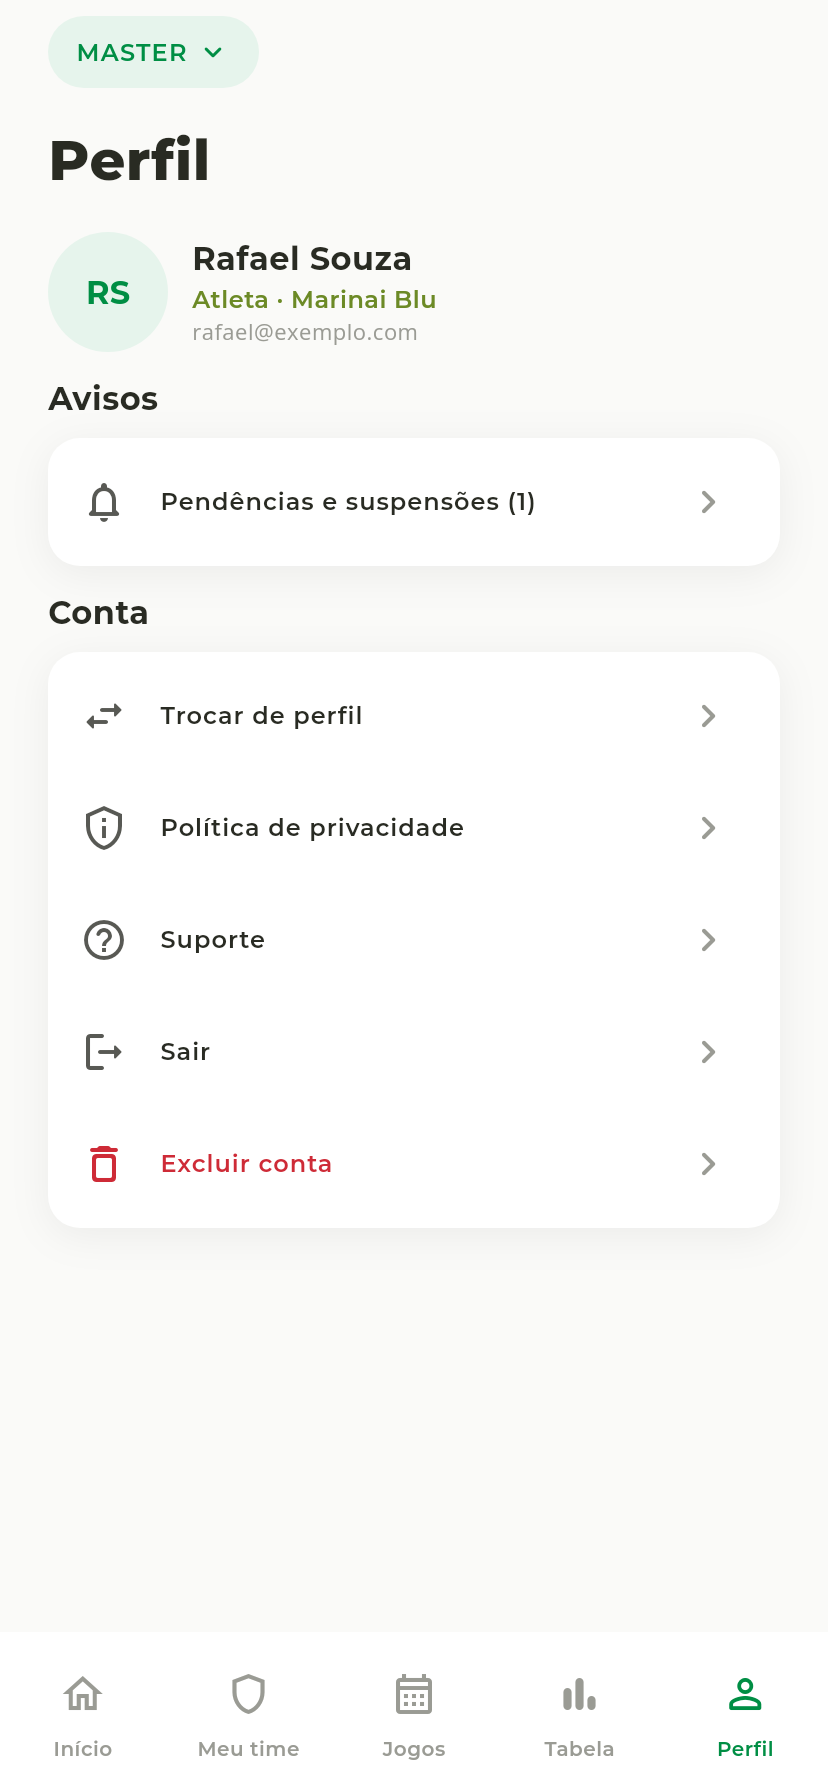 MASTER
Perfil
RS
Rafael Souza
Atleta · Marinai Blu
rafael@exemplo.com
Avisos
Pendências e suspensões (1)
Conta
Trocar de perfil
Política de privacidade
Suporte
Sair
Excluir conta
Início
Meu time
Jogos
Tabela
Perfil